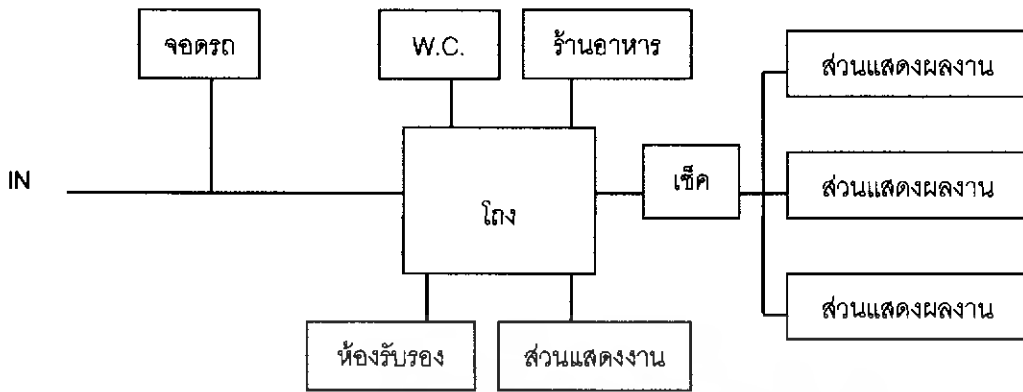 จอดรถ
W.C.
ร้านอาหาร
ส่วนแสดงผลงาน
IN
เช็ค
ส่วนแสดงผลงาน
โถง
ส่วนแสดงผลงาน
ห้องรับรอง
ส่วนแสดงงาน